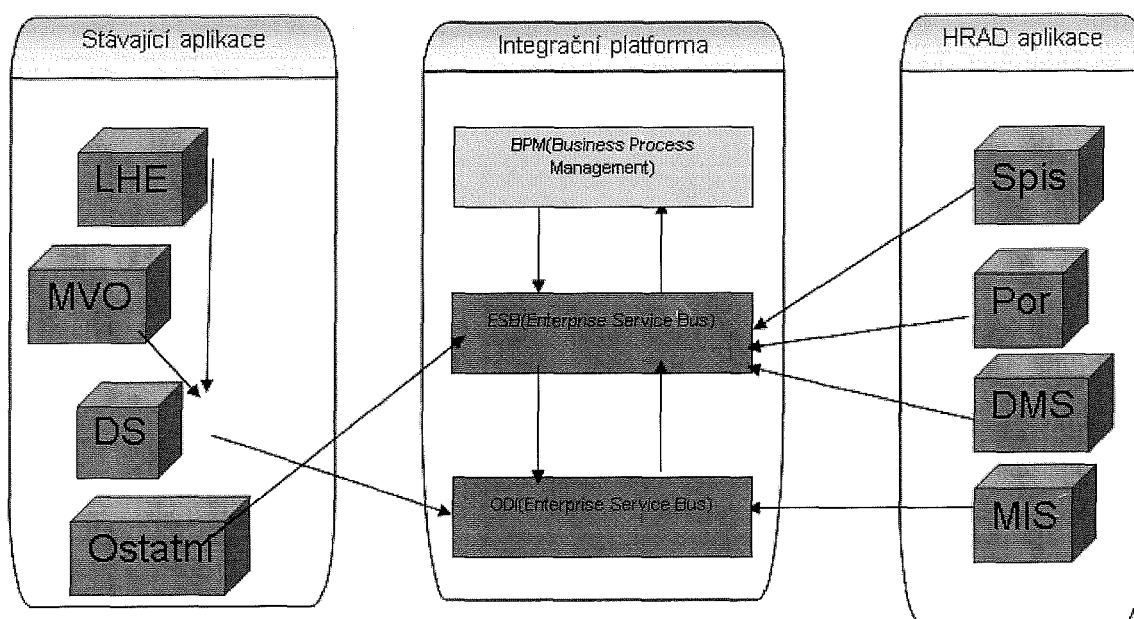 Stávající aplikace
LHE
MVO
DS
Ostatní
Integrační platforma
BPM(Business Process
Management)
ESB(Enterprise Service Bus)
ODI(Enterprise Service Bus)
HRAD aplikace
Spis
Por
DMS
MIS